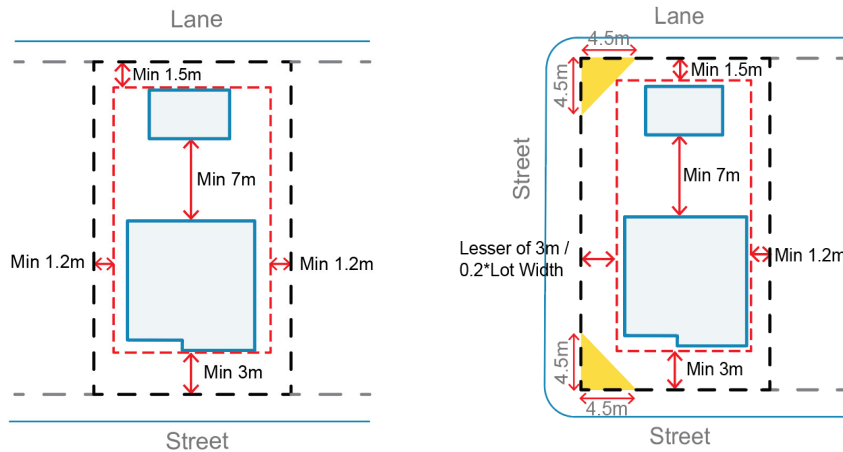 Lane
Min 1.5m
Min 7m
Min 1.2m
Min 1.2m
Min 3m
Street
Lane
4.5m
4.5m
Min 1.5m
Street
Min 7m
Lesser of 3m /
0.2*Lot Width
Min 1.2m
4.5m
Min 3m
4.5m
Street